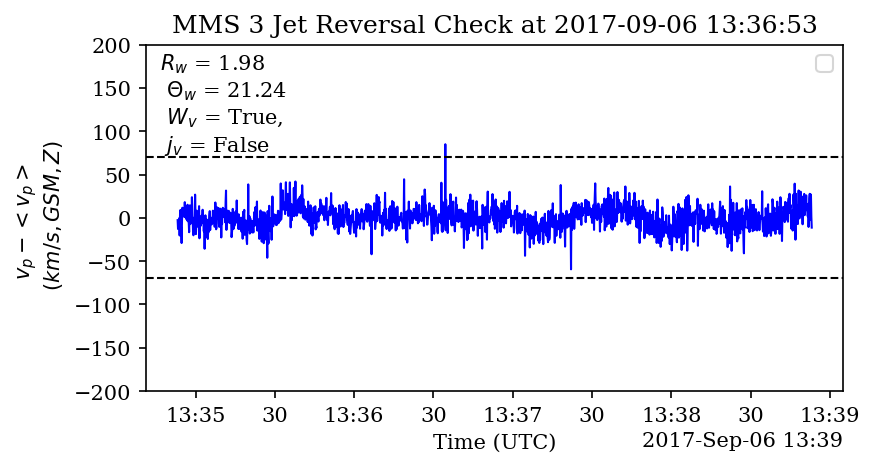 MMS 3 Jet Reversal Check at 2017-09-06 13:36:53
200
150
100
50
0
−50
−100
−150
−200
v_p − < v_p >
(km/s, GSM, Z)
R_w = 1.98
Θ_w = 21.24
W_v = True,
j_v = False
13:35 30 13:36 30 13:37 30 13:38 30 13:39
Time (UTC)
2017-Sep-06 13:39